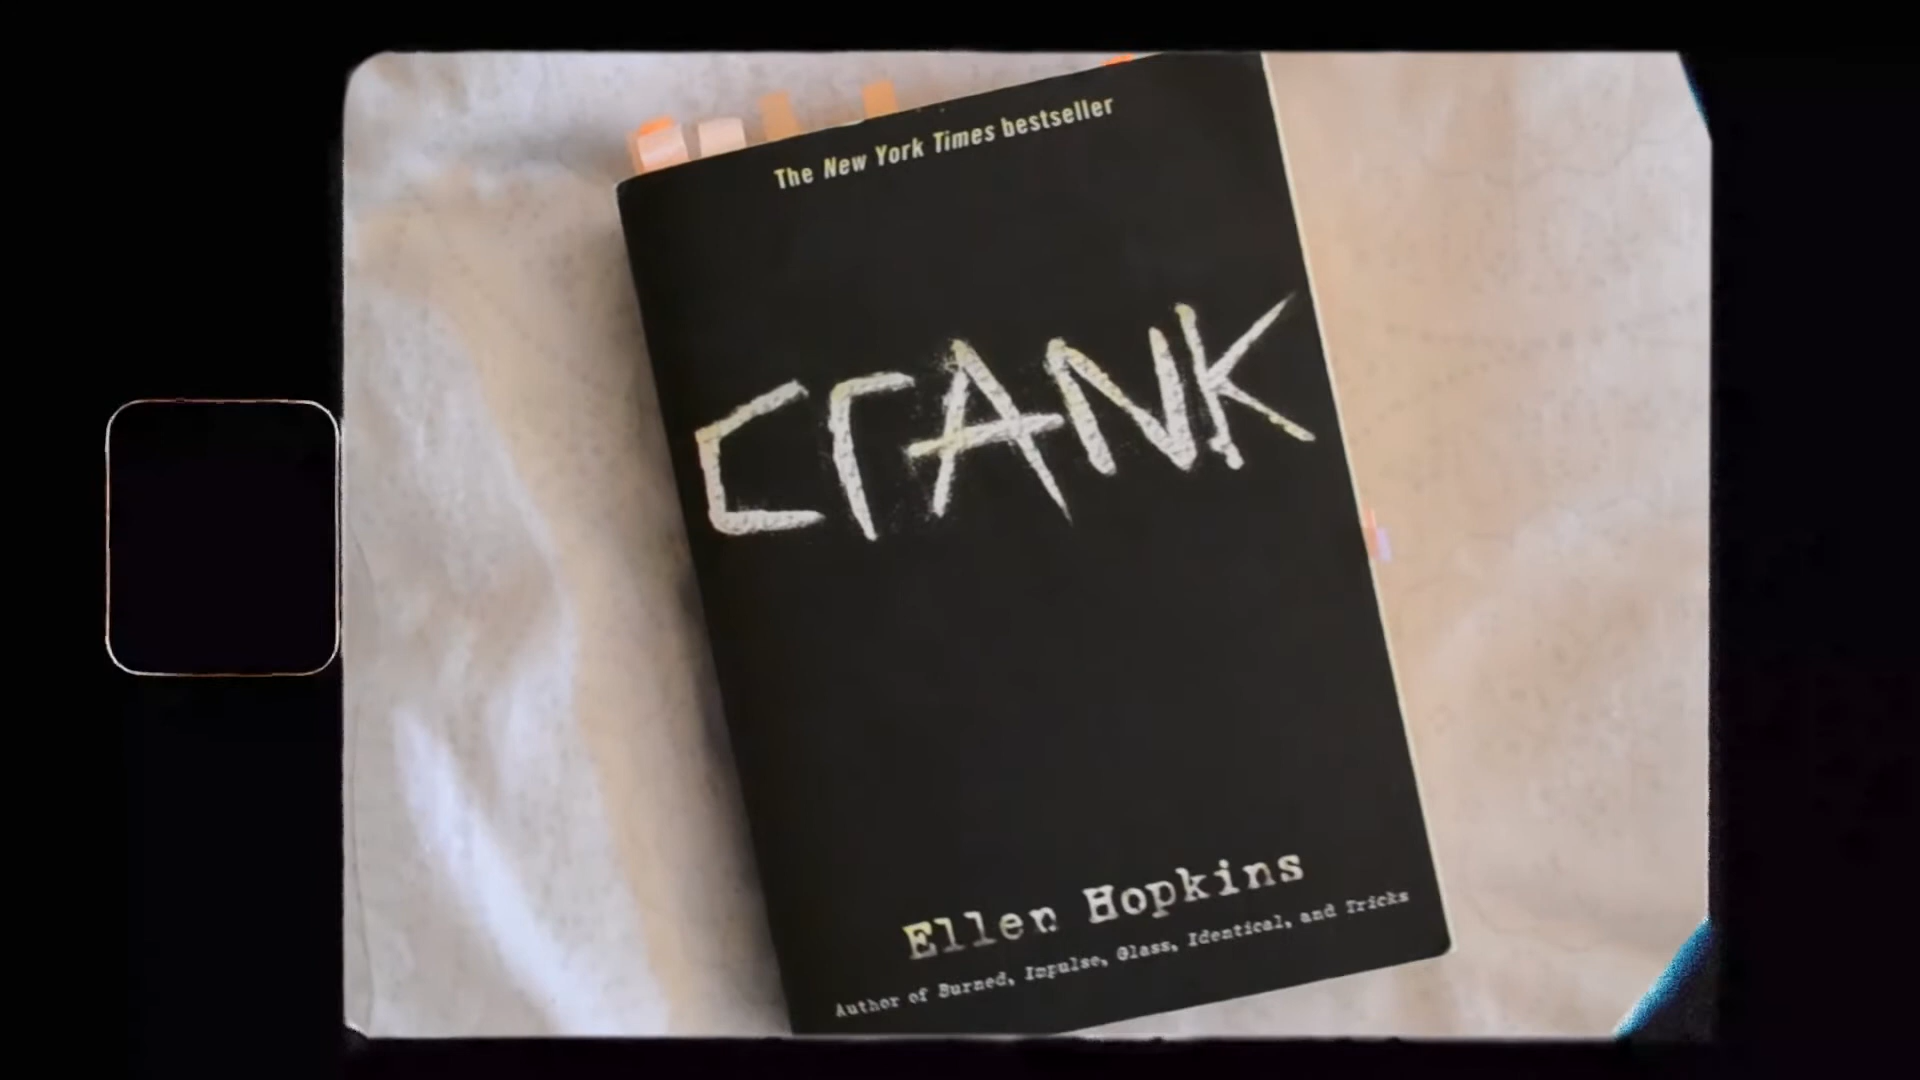 The New York Times bestseller
CrANK
Ellen Hopkins
Author of Burned, Impulse, Glass, Identical, and Tricks